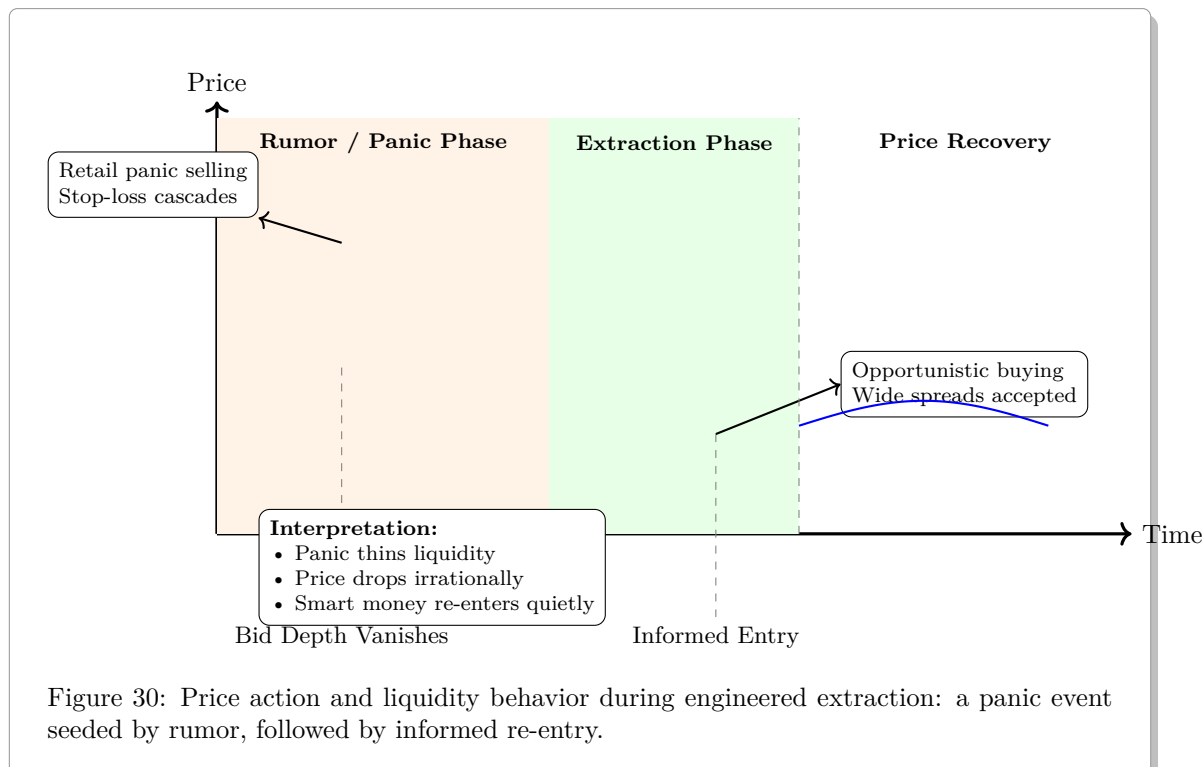 Price
Rumor / Panic Phase
Extraction Phase
Price Recovery
Retail panic selling
Stop-loss cascades
Opportunistic buying
Wide spreads accepted
Time
Interpretation:
• Panic thins liquidity
• Price drops irrationally
• Smart money re-enters quietly
Bid Depth Vanishes
Informed Entry
Figure 30: Price action and liquidity behavior during engineered extraction: a panic event
seeded by rumor, followed by informed re-entry.